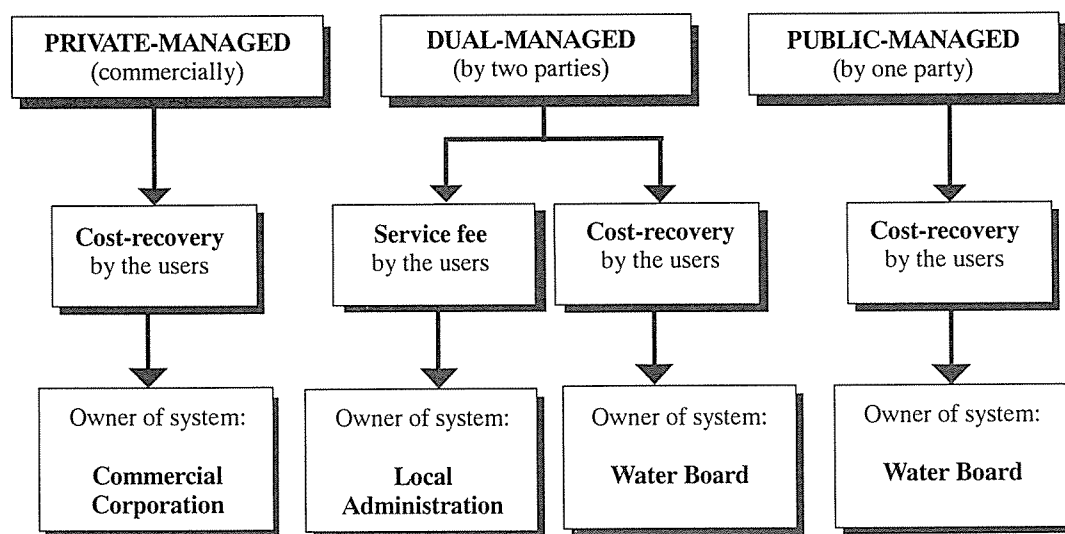 PRIVATE-MANAGED
(commercially)
DUAL-MANAGED
(by two parties)
PUBLIC-MANAGED
(by one party)
Cost-recovery
by the users
Service fee
by the users
Cost-recovery
by the users
Cost-recovery
by the users
Owner of system:
Commercial
Corporation
Owner of system:
Local
Administration
Owner of system:
Water Board
Owner of system:
Water Board